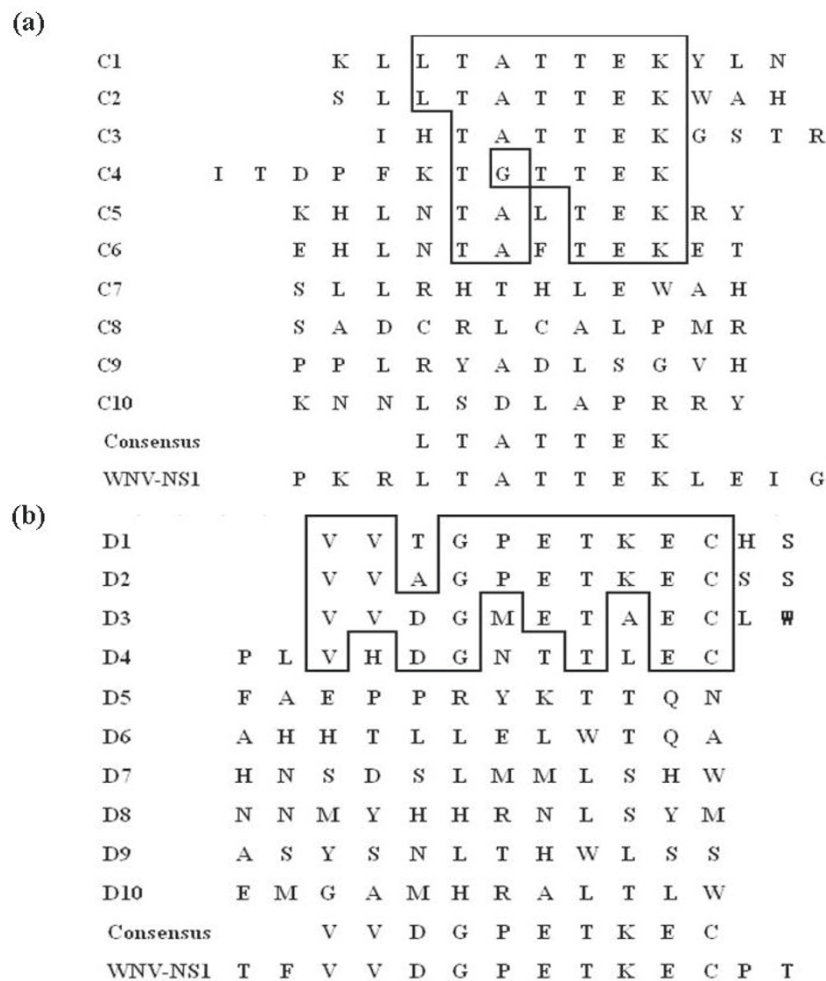 (a)
C1 K L L T A T T E K Y L N
C2 S L L T A T T E K W A H
C3 I H T A T T E K G S T R
C4 I T D P F K T G T T E K
C5 K H L N T A L T E K R Y
C6 E H L N T A F T E K E T
C7 S L L R H T H L E W A H
C8 S A D C R L C A L P M R
C9 P P L R Y A D L S G V H
C10 K N N L S D L A P R R Y
Consensus L T A T T E K
WNV-NS1 P K R L T A T T E K L E I G
(b)
D1 V V T G P E T K E C H S
D2 V V A G P E T K E C S S
D3 V V D G M E T A E C L W
D4 P L V H D G N T T L E C
D5 F A E P P R Y K T T Q N
D6 A H H T L L E L W T Q A
D7 H N S D S L M M L S H W
D8 N N M Y H H R N L S Y M
D9 A S Y S N L T H W L S S
D10 E M G A M H R A L T L W
Consensus V V D G P E T K E C
WNV-NS1 T F V V D G P E T K E C P T